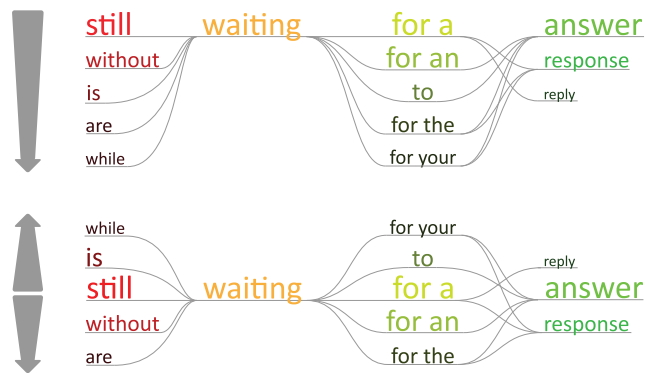 still waiting for a answer
without for an response
is to reply
are for the
while for your
while for your
is to reply
still waiting for a answer
without for an response
are for the